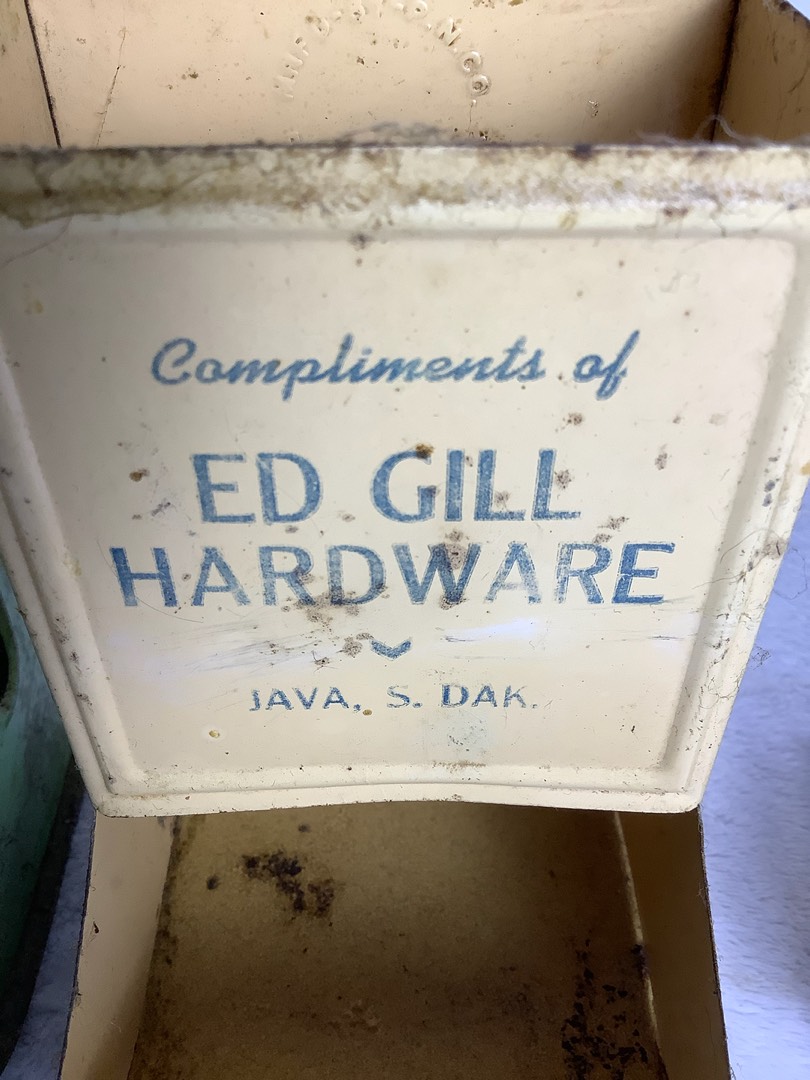 Compliments of
ED GILL
HARDWARE
JAVA, S. DAK.